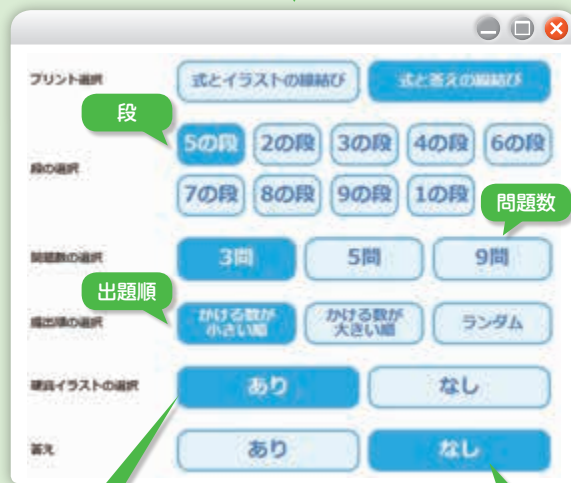 プリント選択
式とイラストの線結び
式と答えの線結び
段
5の段
2の段
3の段
4の段
6の段
段の選択
7の段
8の段
9の段
1の段
問題数
問題数の選択
3問
5問
9問
出題順
提出順の選択
かける数が
小さい順
かける数が
大きい順
ランダム
硬貨イラストの選択
あり
なし
答え
あり
なし